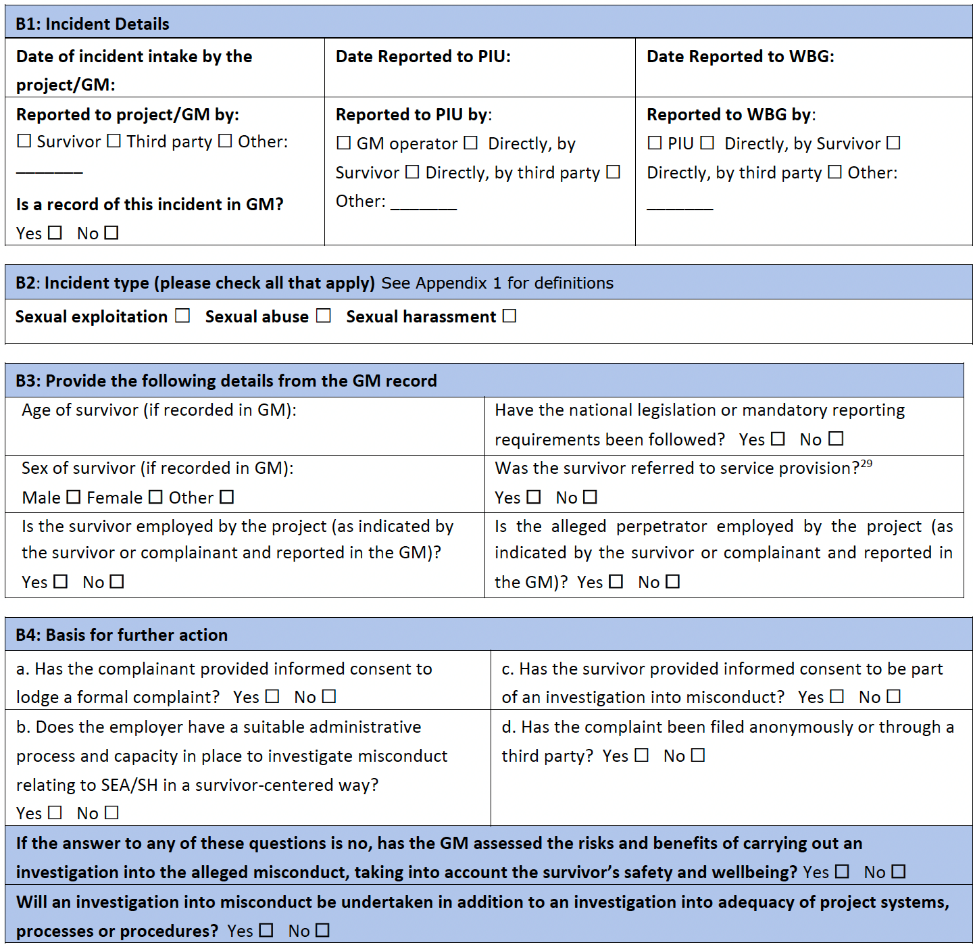 B1: Incident Details
Date of incident intake by the
project/GM:
Date Reported to PIU:
Date Reported to WBG:
Reported to project/GM by:
☐ Survivor ☐ Third party ☐ Other:
_______
Is a record of this incident in GM?
Yes ☐ No ☐
Reported to PIU by:
☐ GM operator ☐ Directly, by
Survivor ☐ Directly, by third party ☐
Other: _______
Reported to WBG by:
☐ PIU ☐ Directly, by Survivor ☐
Directly, by third party ☐ Other:
_______
B2: Incident type (please check all that apply) See Appendix 1 for definitions
Sexual exploitation ☐ Sexual abuse ☐ Sexual harassment ☐
B3: Provide the following details from the GM record
Age of survivor (if recorded in GM):
Have the national legislation or mandatory reporting
requirements been followed? Yes ☐ No ☐
Sex of survivor (if recorded in GM):
Male ☐ Female ☐ Other ☐
Was the survivor referred to service provision?29
Yes ☐ No ☐
Is the survivor employed by the project (as indicated by
the survivor or complainant and reported in the GM)?
Yes ☐ No ☐
Is the alleged perpetrator employed by the project (as
indicated by the survivor or complainant and reported in
the GM)? Yes ☐ No ☐
B4: Basis for further action
a. Has the complainant provided informed consent to
lodge a formal complaint? Yes ☐ No ☐
c. Has the survivor provided informed consent to be part
of an investigation into misconduct? Yes ☐ No ☐
b. Does the employer have a suitable administrative
process and capacity in place to investigate misconduct
relating to SEA/SH in a survivor-centered way?
Yes ☐ No ☐
d. Has the complaint been filed anonymously or through a
third party? Yes ☐ No ☐
If the answer to any of these questions is no, has the GM assessed the risks and benefits of carrying out an
investigation into the alleged misconduct, taking into account the survivor's safety and wellbeing? Yes ☐ No ☐
Will an investigation into misconduct be undertaken in addition to an investigation into adequacy of project systems,
processes or procedures? Yes ☐ No ☐